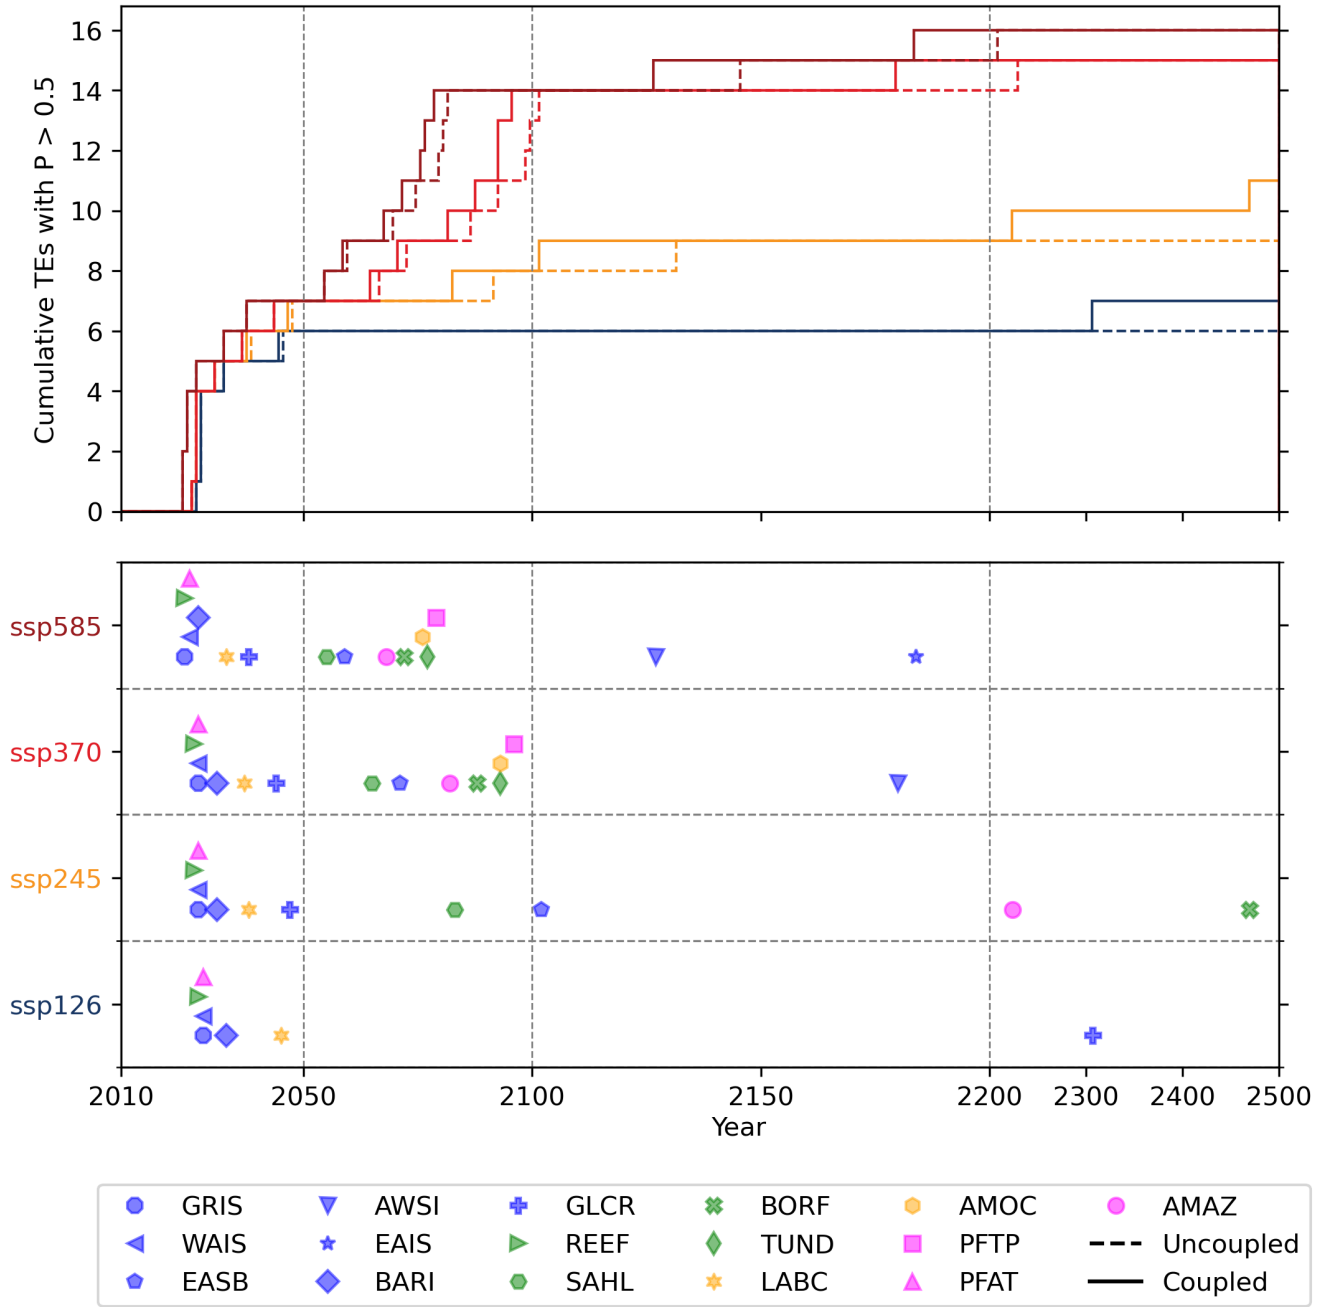 Cumulative TEs with P > 0.5
16
14
12
10
8
6
4
2
0
ssp585
ssp370
ssp245
ssp126
2010 2050 2100 2150 2200 2300 2400 2500
Year
GRIS AWSI GLCR BORF AMOC AMAZ
WAIS EAIS REEF TUND PFTP Uncoupled
EASB BARI SAHL LABC PFAT Coupled